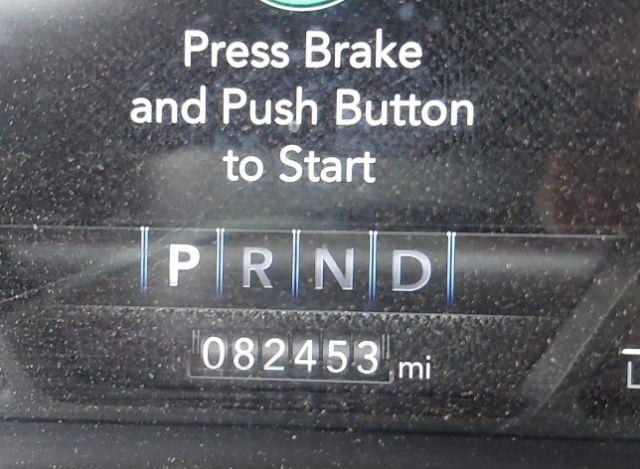 Press Brake
and Push Button
to Start
P R N D
082453 mi
L